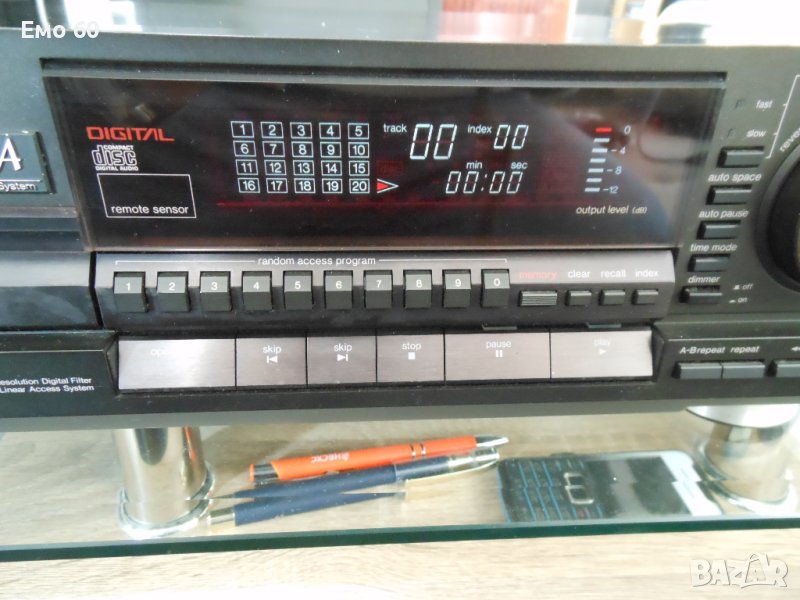 Емо 60
A
System
DIGITAL
COMPACT
disc
DIGITAL AUDIO
remote sensor
1 2 3 4 5
6 7 8 9 10
11 12 13 14 15
16 17 18 19 20
track 00 index 00
min sec
00:00
0
-4
-8
-12
output level (dB)
fast
slow
auto space
auto pause
time mode
dimmer
off
on
random access program
1 2 3 4 5 6 7 8 9 0
memory clear recall index
skip skip stop pause play
A-B repeat repeat
esolution Digital Filter
Linear Access System
BAZAR